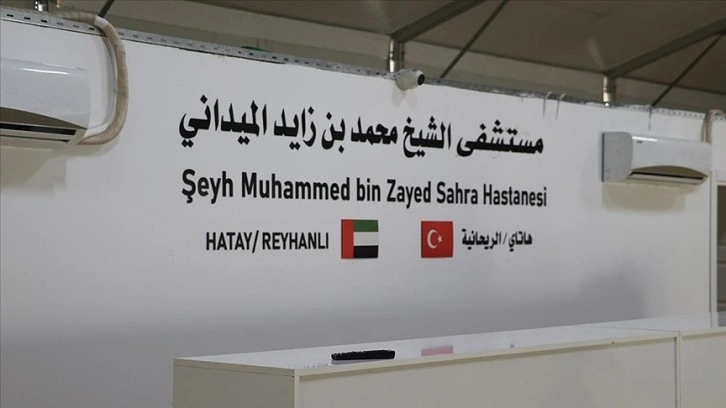 مستشفى الشيخ محمد بن زايد الميداني
Şeyh Muhammed bin Zayed Sahra Hastanesi
HATAY/REYHANLI هاتاي/الريحانية